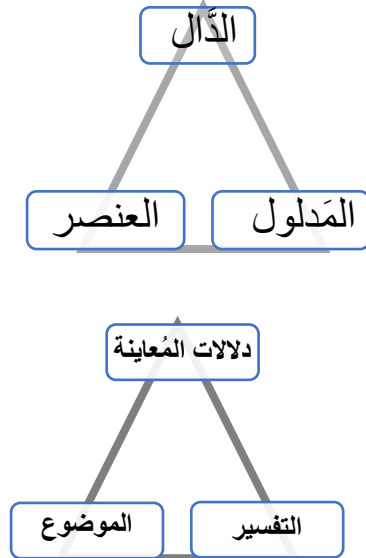 الدَّال
المَدلول
العنصر
دلالات المُعاينة
التفسير
الموضوع